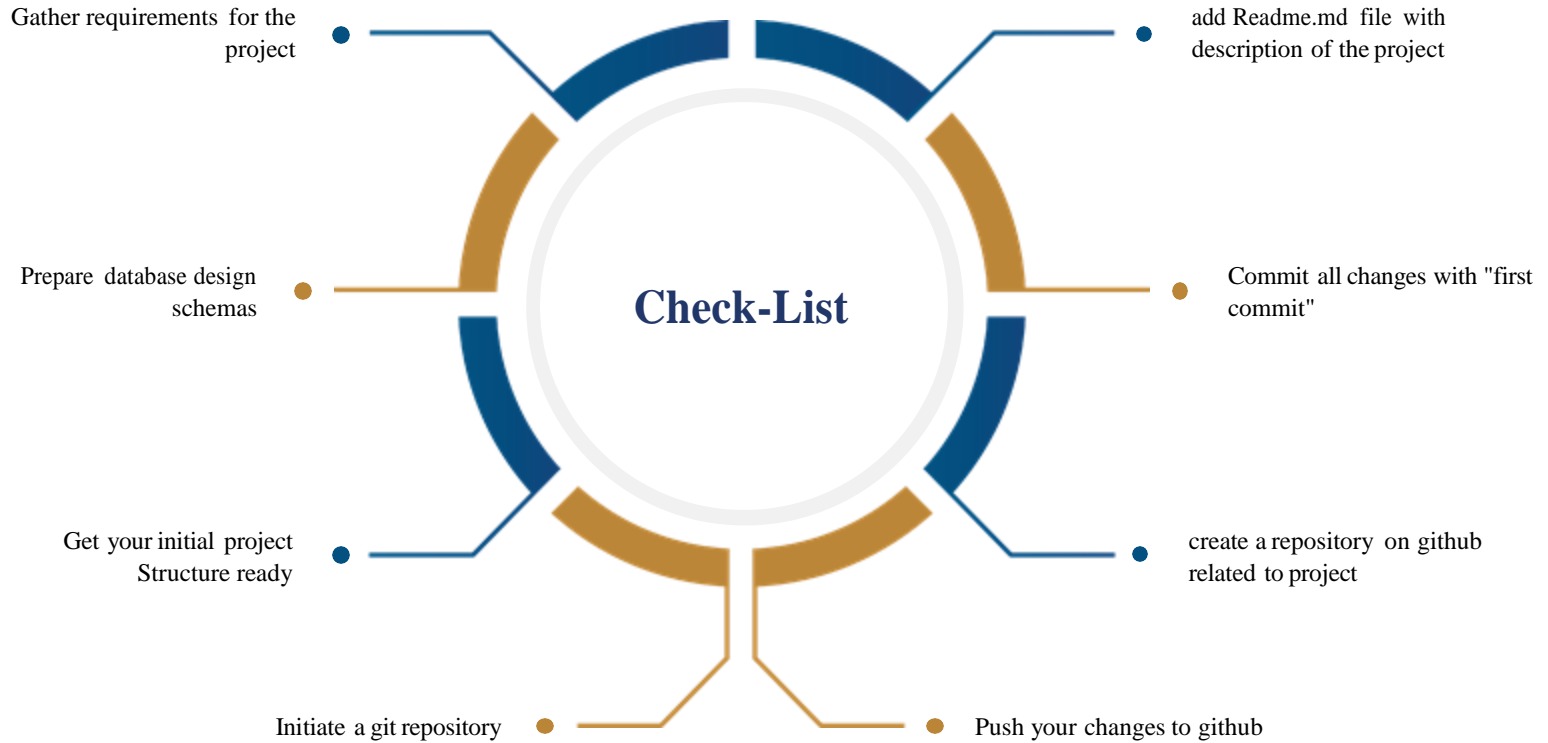 Gather requirements for the
project
Prepare database design
schemas
Get your initial project
Structure ready
Initiate a git repository
Check-List
add Readme.md file with
description of the project
Commit all changes with "first
commit"
create a repository on github
related to project
Push your changes to github